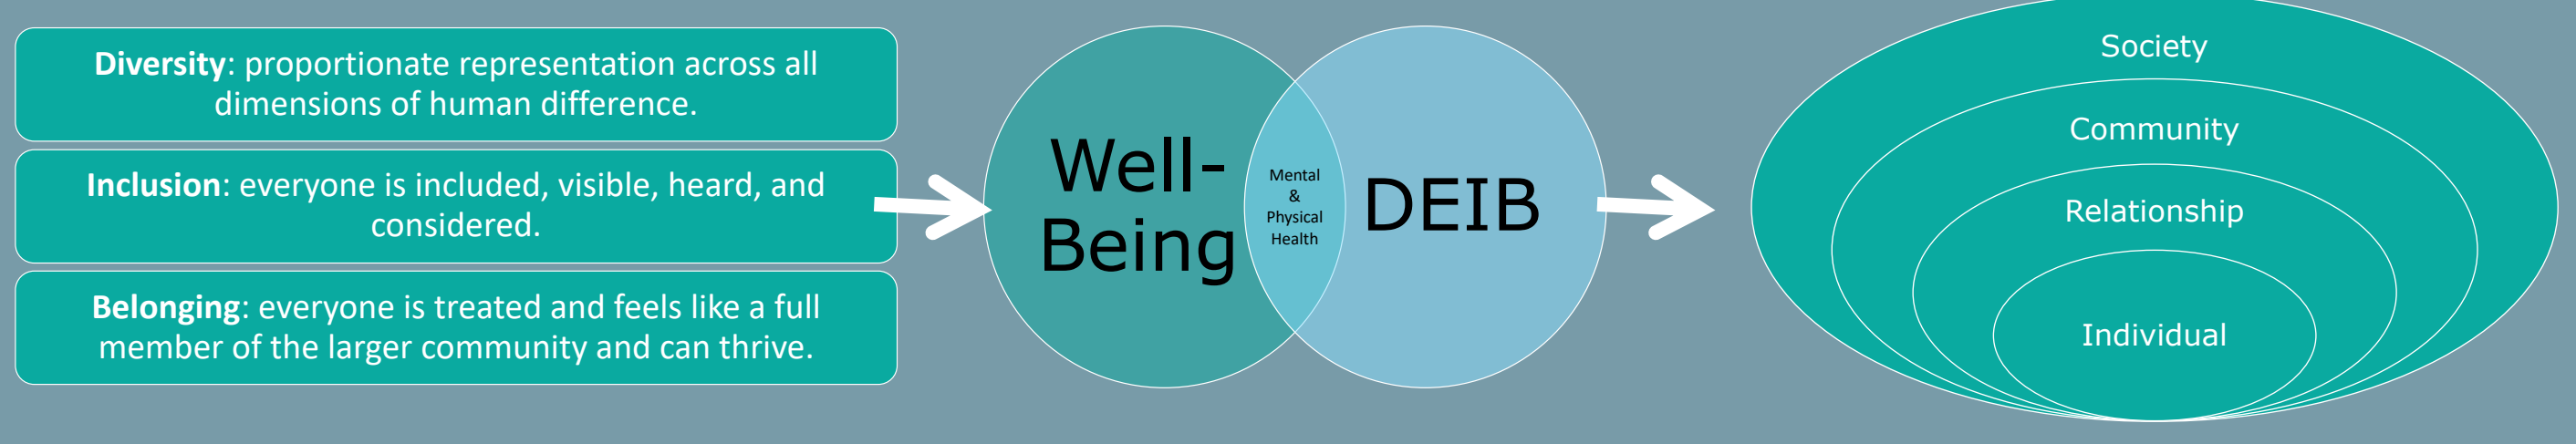 Diversity: proportionate representation across all
dimensions of human difference.
Inclusion: everyone is included, visible, heard, and
considered.
Belonging: everyone is treated and feels like a full
member of the larger community and can thrive.
Well-
Being
Mental
&
Physical
Health
DEIB
Society
Community
Relationship
Individual